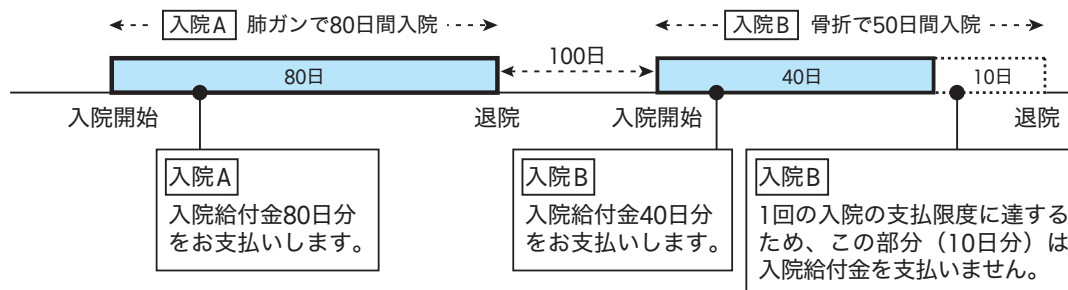 入院A 肺ガンで80日間入院
入院B 骨折で50日間入院
80日
100日
40日
10日
入院開始
退院
入院開始
退院
入院A
入院給付金80日分
をお支払いします。
入院B
入院給付金40日分
をお支払いします。
入院B
1回の入院の支払限度に達する
ため、この部分（10日分）は
入院給付金を支払いません。